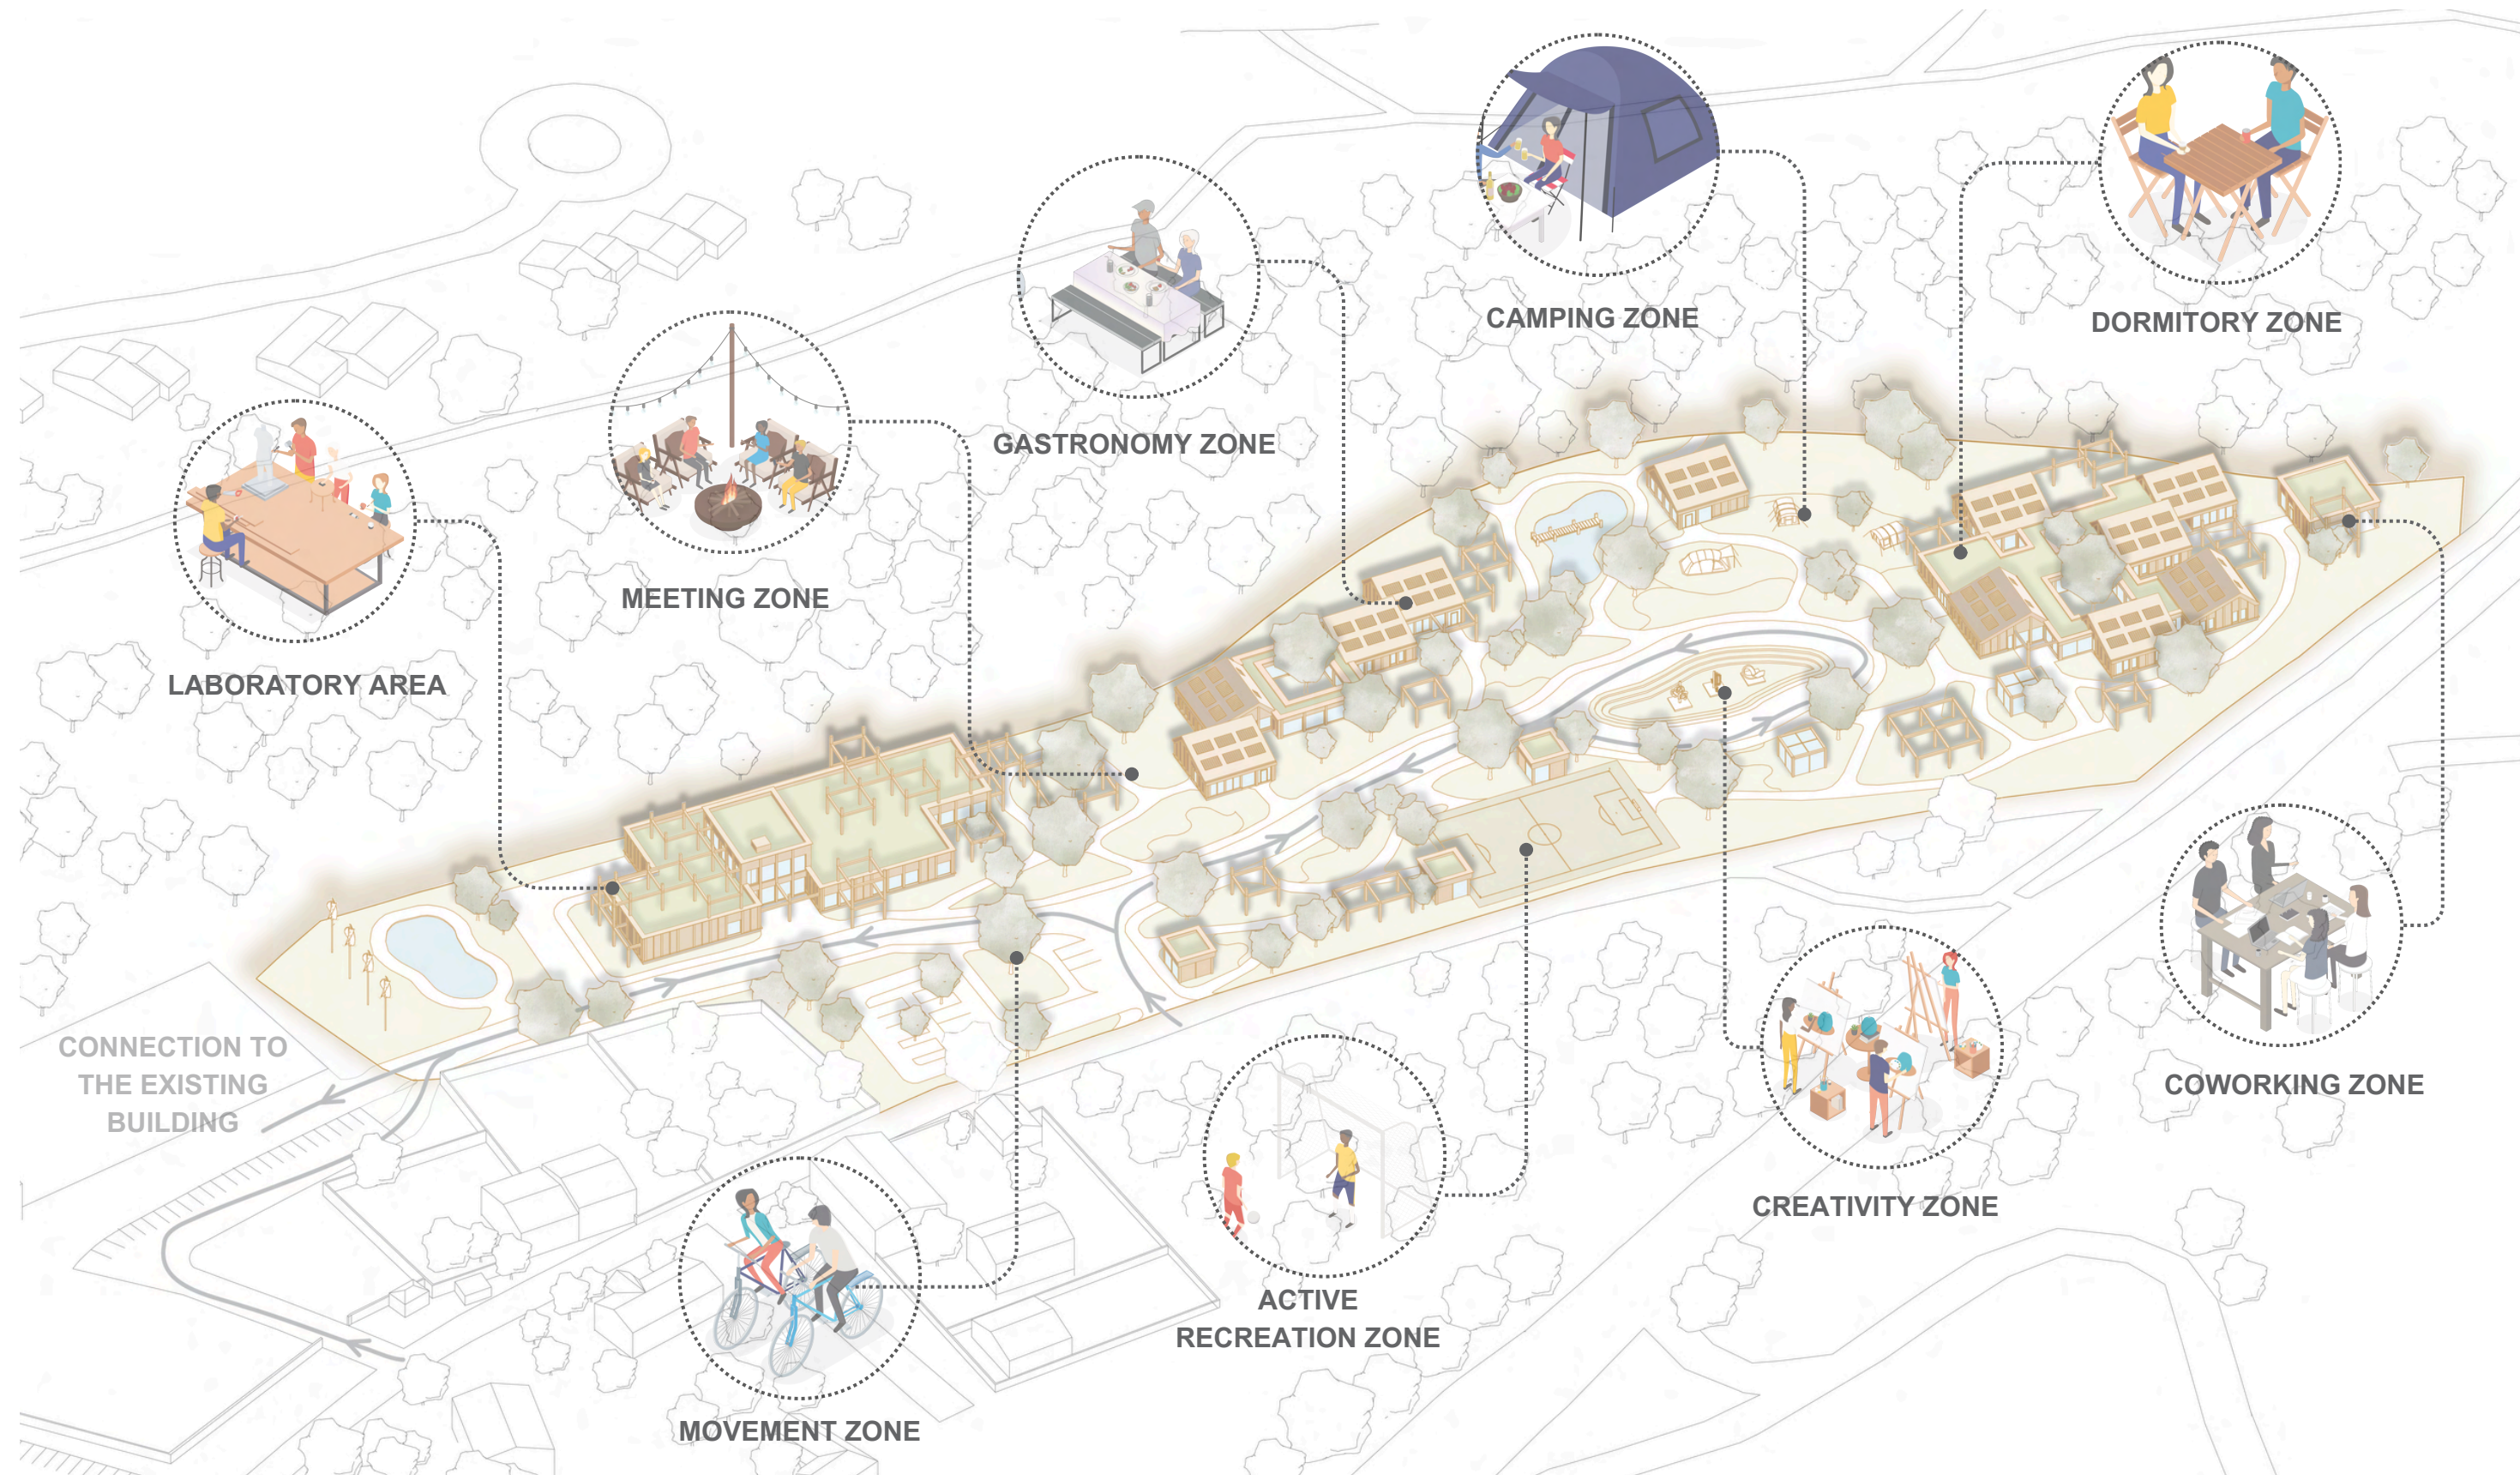 CAMPING ZONE
DORMITORY ZONE
GASTRONOMY ZONE
MEETING ZONE
LABORATORY AREA
CONNECTION TO
THE EXISTING
BUILDING
COWORKING ZONE
CREATIVITY ZONE
ACTIVE
RECREATION ZONE
MOVEMENT ZONE